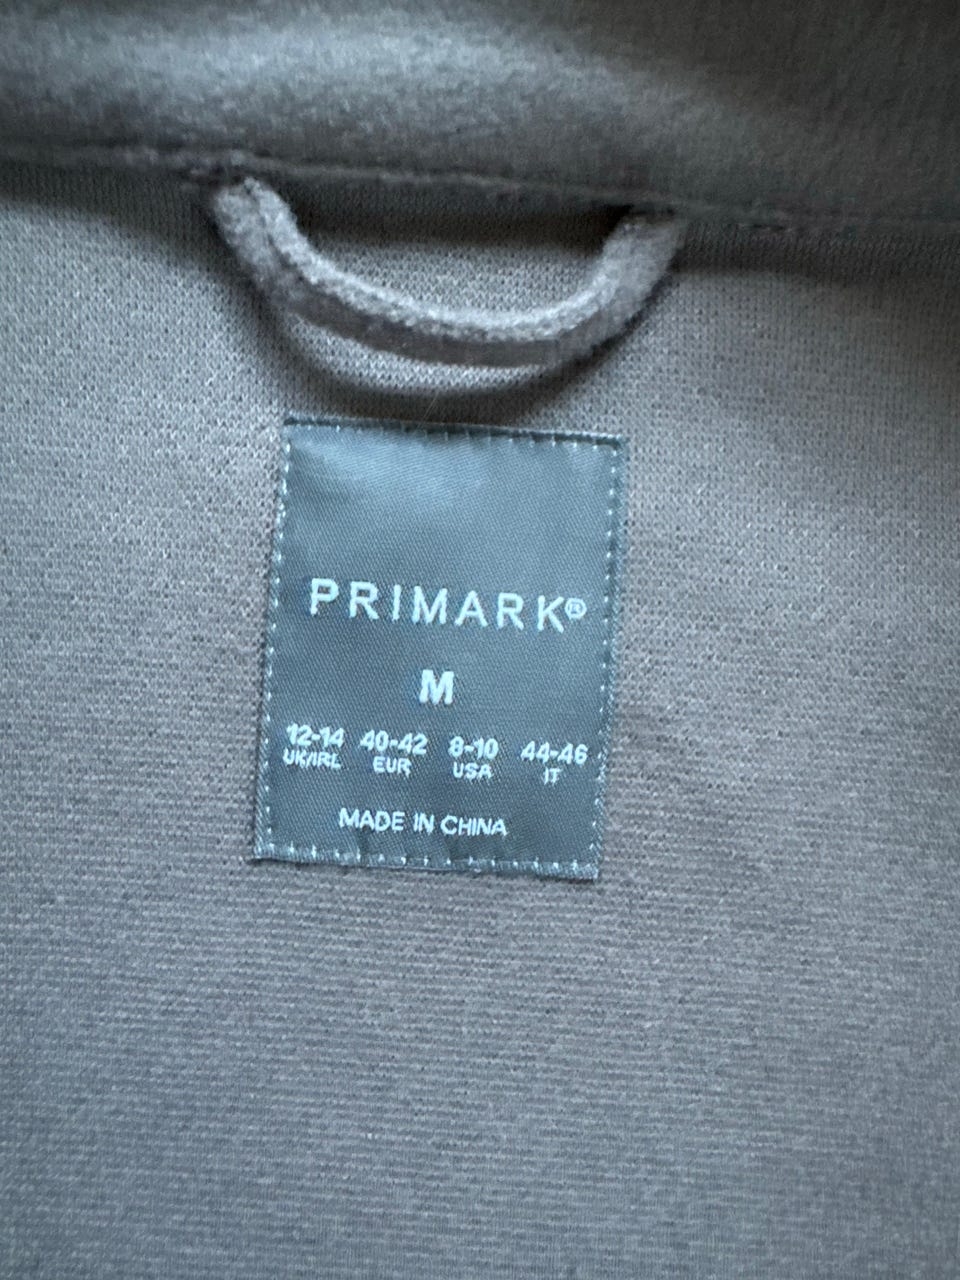 PRIMARK®
M
12-14 40-42 8-10 44-46
UK/IRL EUR USA IT
MADE IN CHINA